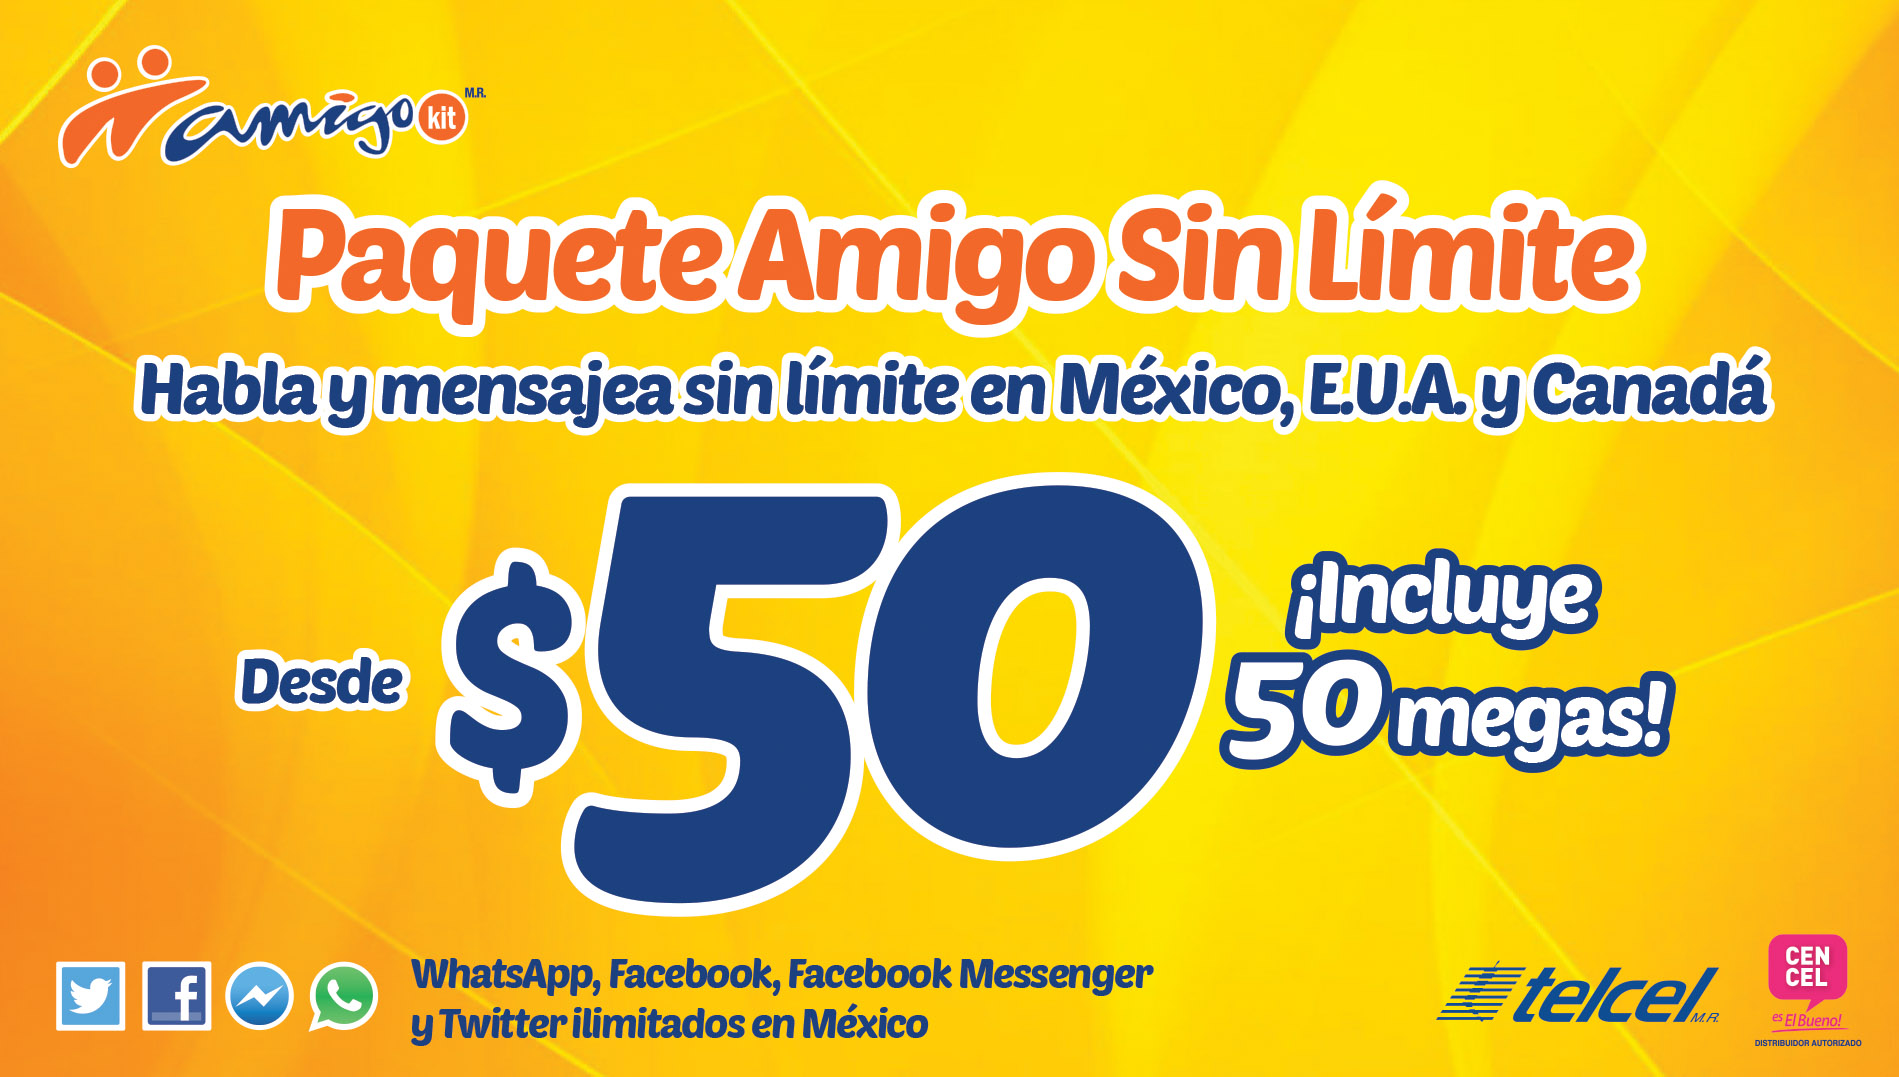 amigo kit M.R.
Paquete Amigo Sin Límite
Habla y mensajea sin límite en México, E.U.A. y Canadá
Desde $50
¡Incluye
50 megas!
WhatsApp, Facebook, Facebook Messenger
y Twitter ilimitados en México
telcel M.R.
CEN
CEL
es El Bueno!
DISTRIBUIDOR AUTORIZADO